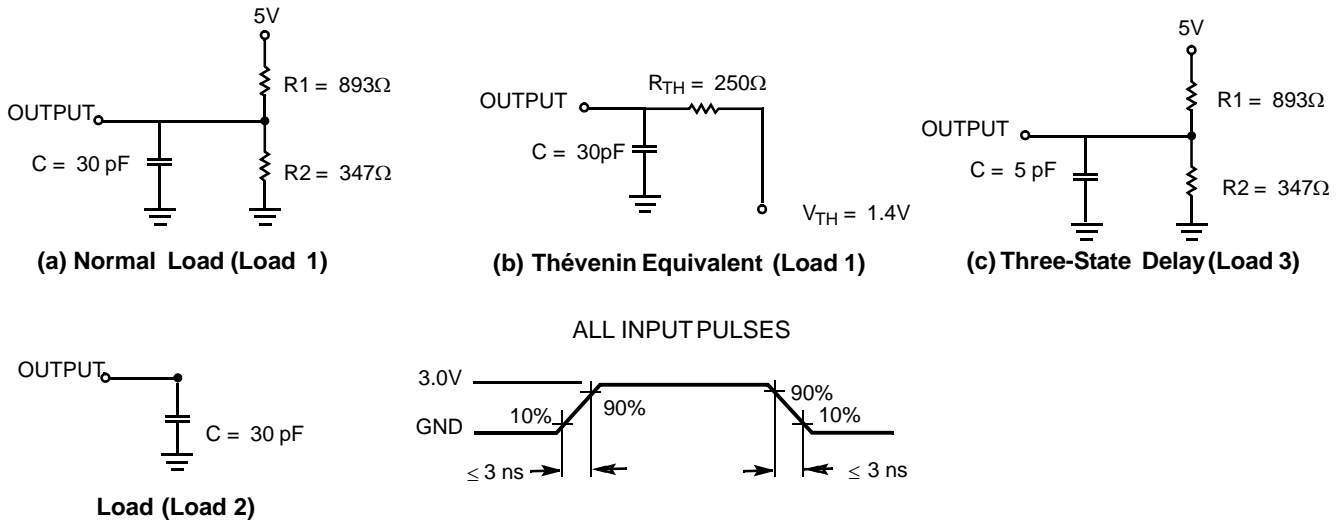 5V
R1 = 893Ω
OUTPUT
C = 30 pF
R2 = 347Ω
(a) Normal Load (Load 1)
RTH = 250Ω
OUTPUT
C = 30pF
VTH = 1.4V
(b) Thévenin Equivalent (Load 1)
5V
R1 = 893Ω
OUTPUT
C = 5 pF
R2 = 347Ω
(c) Three-State Delay (Load 3)
OUTPUT
C = 30 pF
Load (Load 2)
ALL INPUT PULSES
3.0V
GND
10%
90%
90%
10%
≤ 3 ns
≤ 3 ns